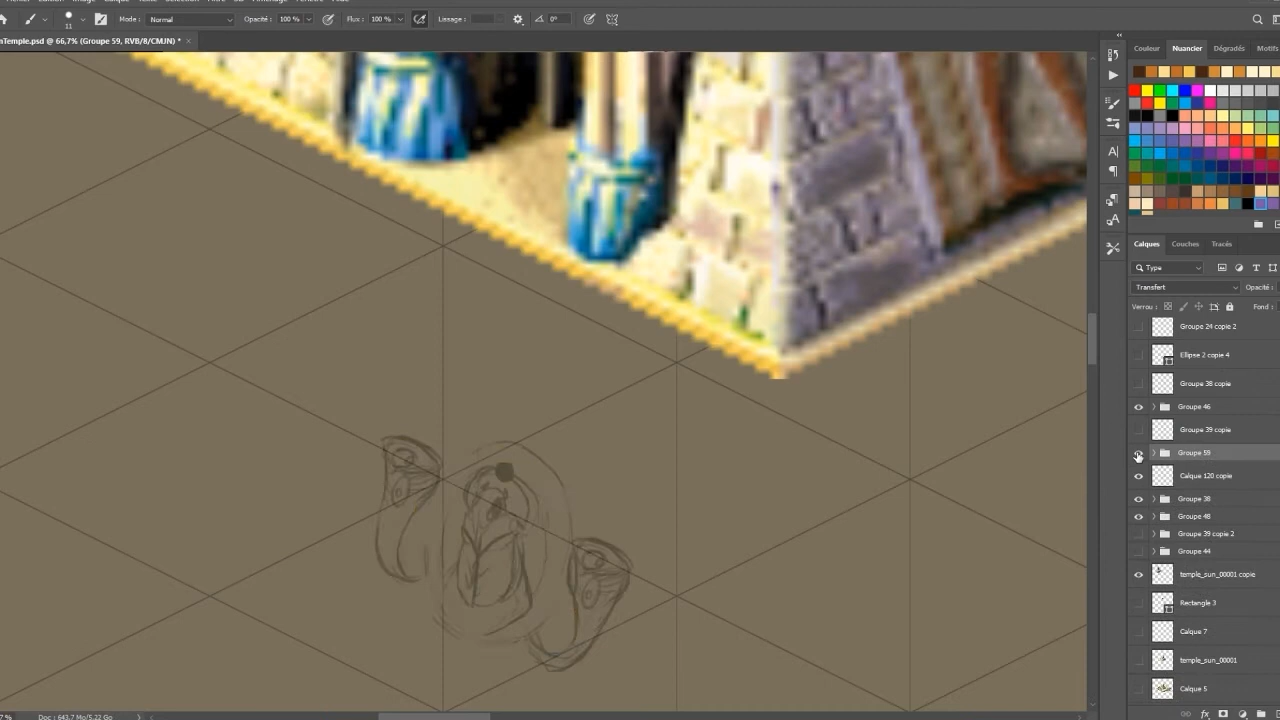 Mode : Normal Opacité : 100 % Flux : 100 % Lissage : 0°
11
nTemple.psd @ 66,7% (Groupe 59, RVB/8/CMJN) * ×
Couleur Nuancier Dégradés Motifs
Calques Couches Tracés
Type
Transfert Opacité :
Verrou : Fond :
Groupe 24 copie 2
Ellipse 2 copie 4
Groupe 38 copie
Groupe 46
Groupe 39 copie
Groupe 59
Calque 120 copie
Groupe 38
Groupe 48
Groupe 39 copie 2
Groupe 44
temple_sun_00001 copie
Rectangle 3
Calque 7
temple_sun_00001
Calque 5
Doc : 643,7 Mo/5,22 Go